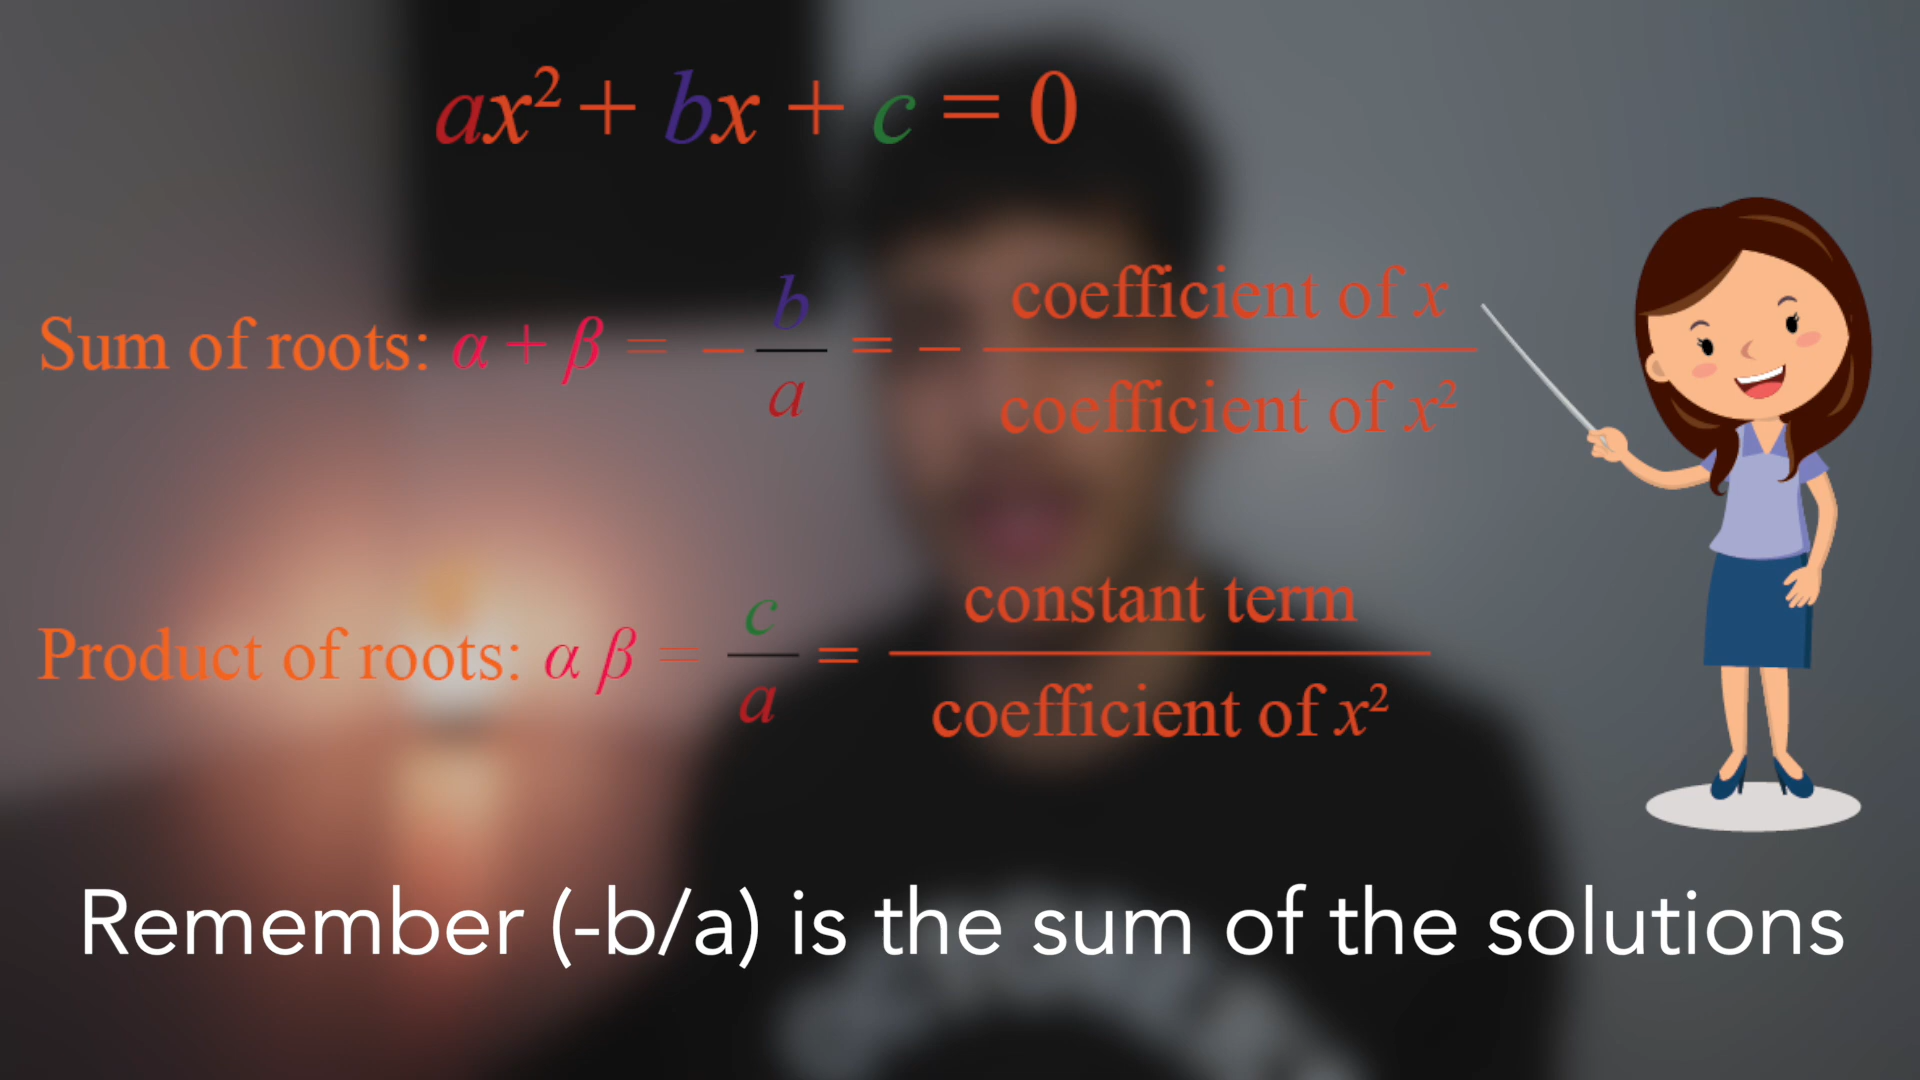 ax² + bx + c = 0
Sum of roots: α + β = - b/a = - coefficient of x / coefficient of x²
Product of roots: α β = c/a = constant term / coefficient of x²
Remember (-b/a) is the sum of the solutions